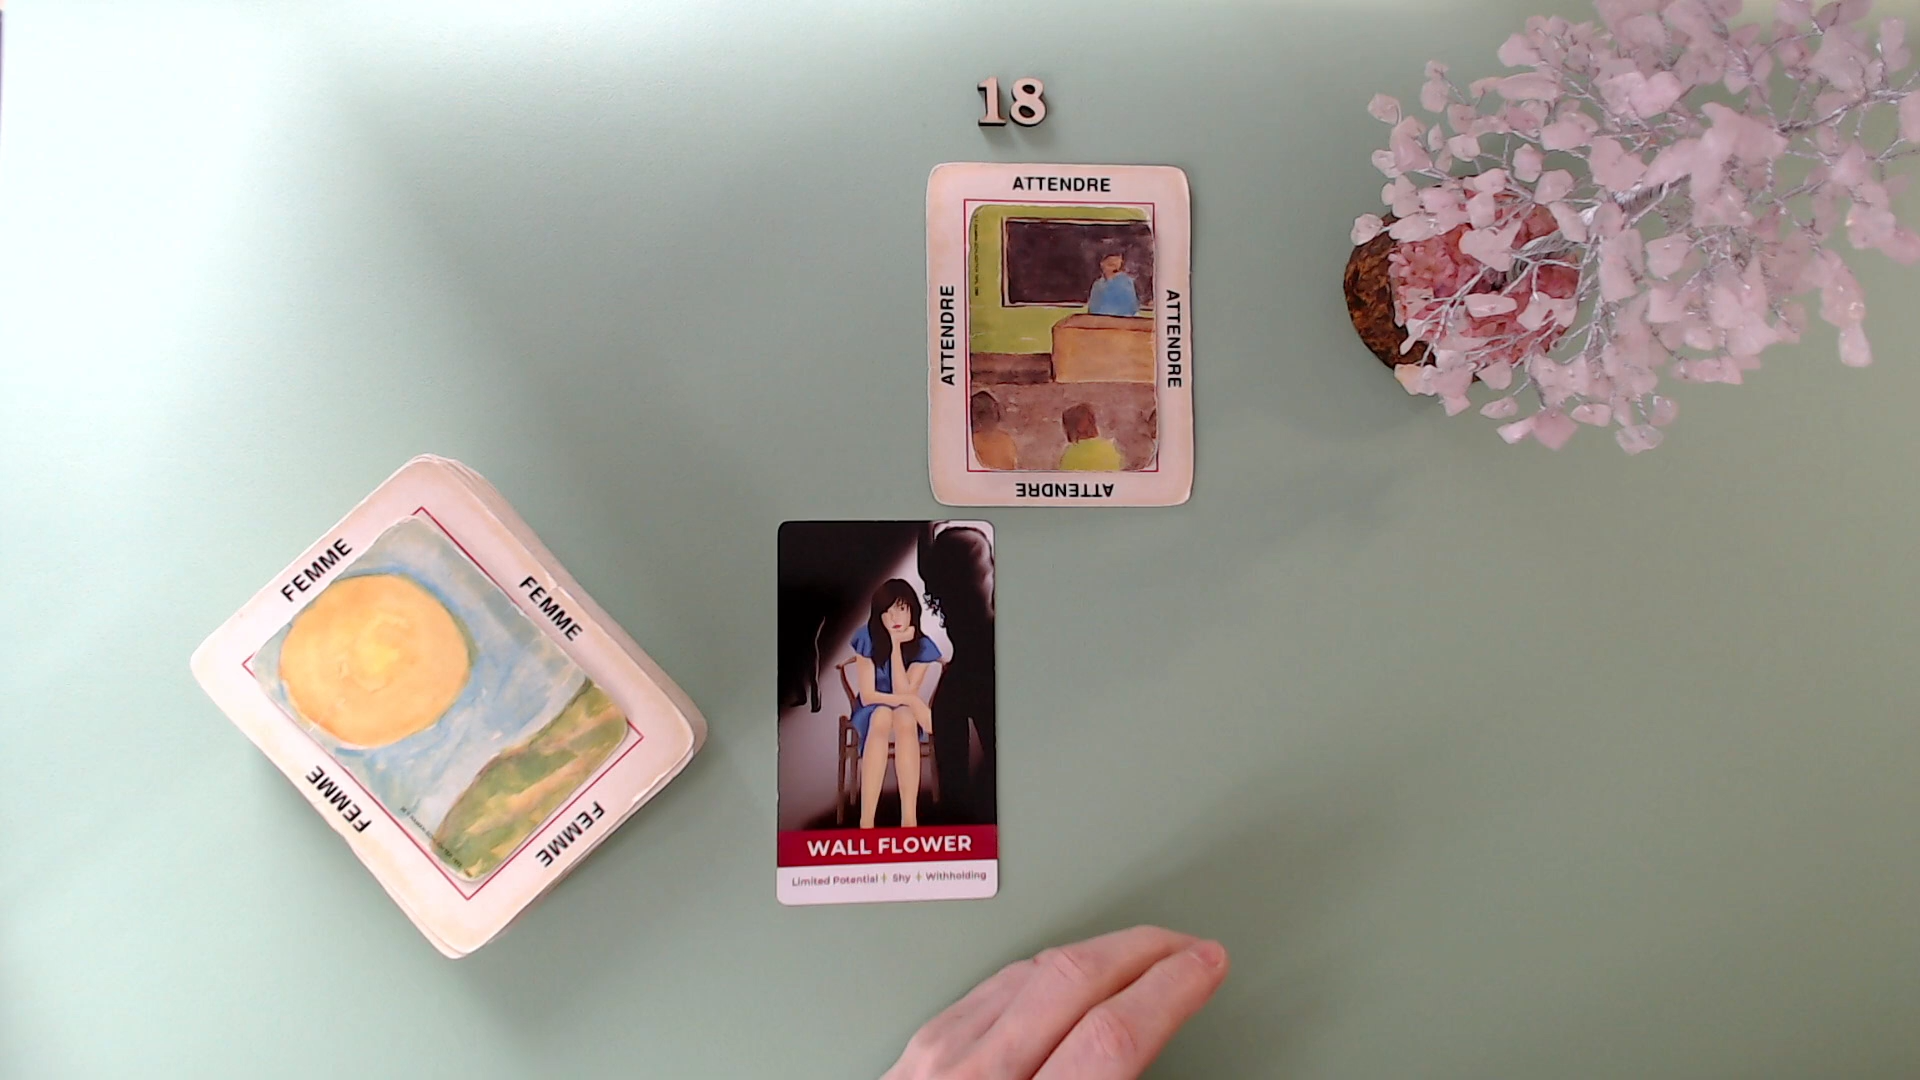 18
ATTENDRE
ATTENDRE
ATTENDRE
ATTENDRE
FEMME
FEMME
FEMME
FEMME
WALL FLOWER
Limited Potential + Shy + Withholding